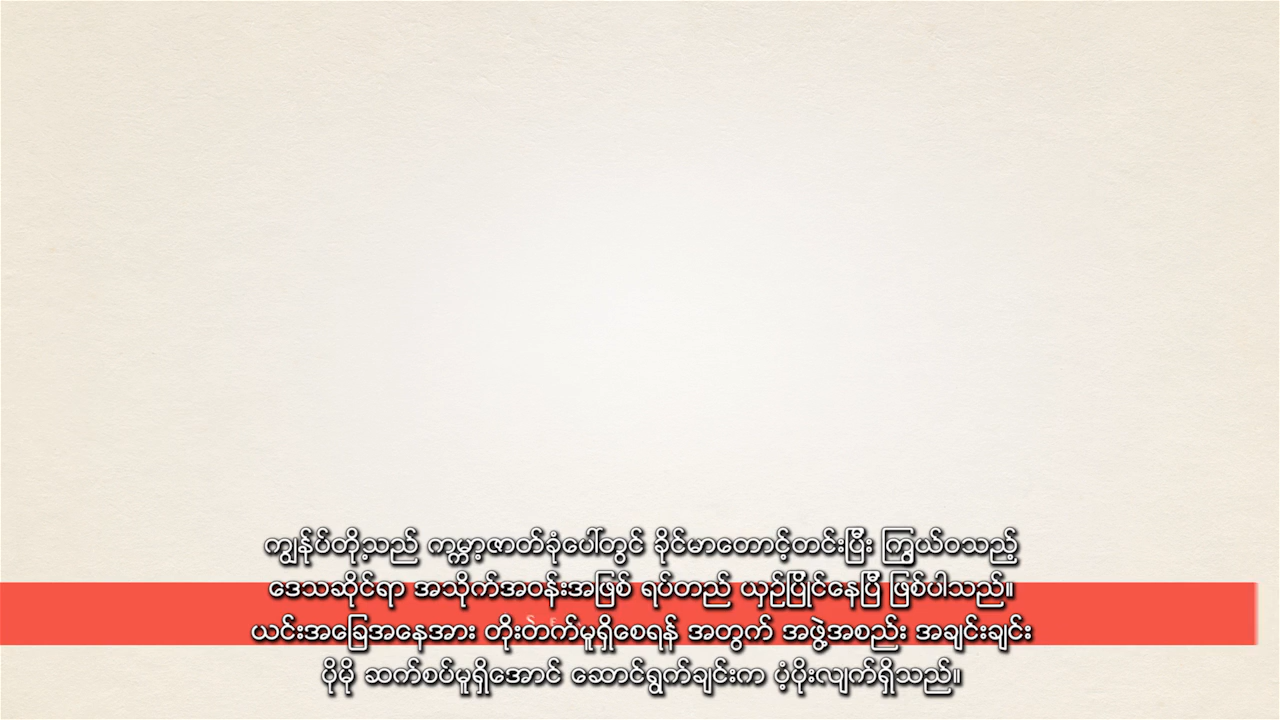 ကျွန်ုပ်တို့သည် ကမ္ဘာ့ဇာတ်ခုံပေါ်တွင် ခိုင်မာတောင့်တင်းပြီး ကြွယ်ဝသည့်
ဒေသဆိုင်ရာ အသိုက်အဝန်းအဖြစ် ရပ်တည် ယှဉ်ပြိုင်နေပြီ ဖြစ်ပါသည်။
ယင်းအခြေအနေအား တိုးတက်မှုရှိစေရန် အတွက် အဖွဲ့အစည်း အချင်းချင်း
ပိုမို ဆက်စပ်မှုရှိအောင် ဆောင်ရွက်ချင်းက ပံ့ပိုးလျက်ရှိသည်။